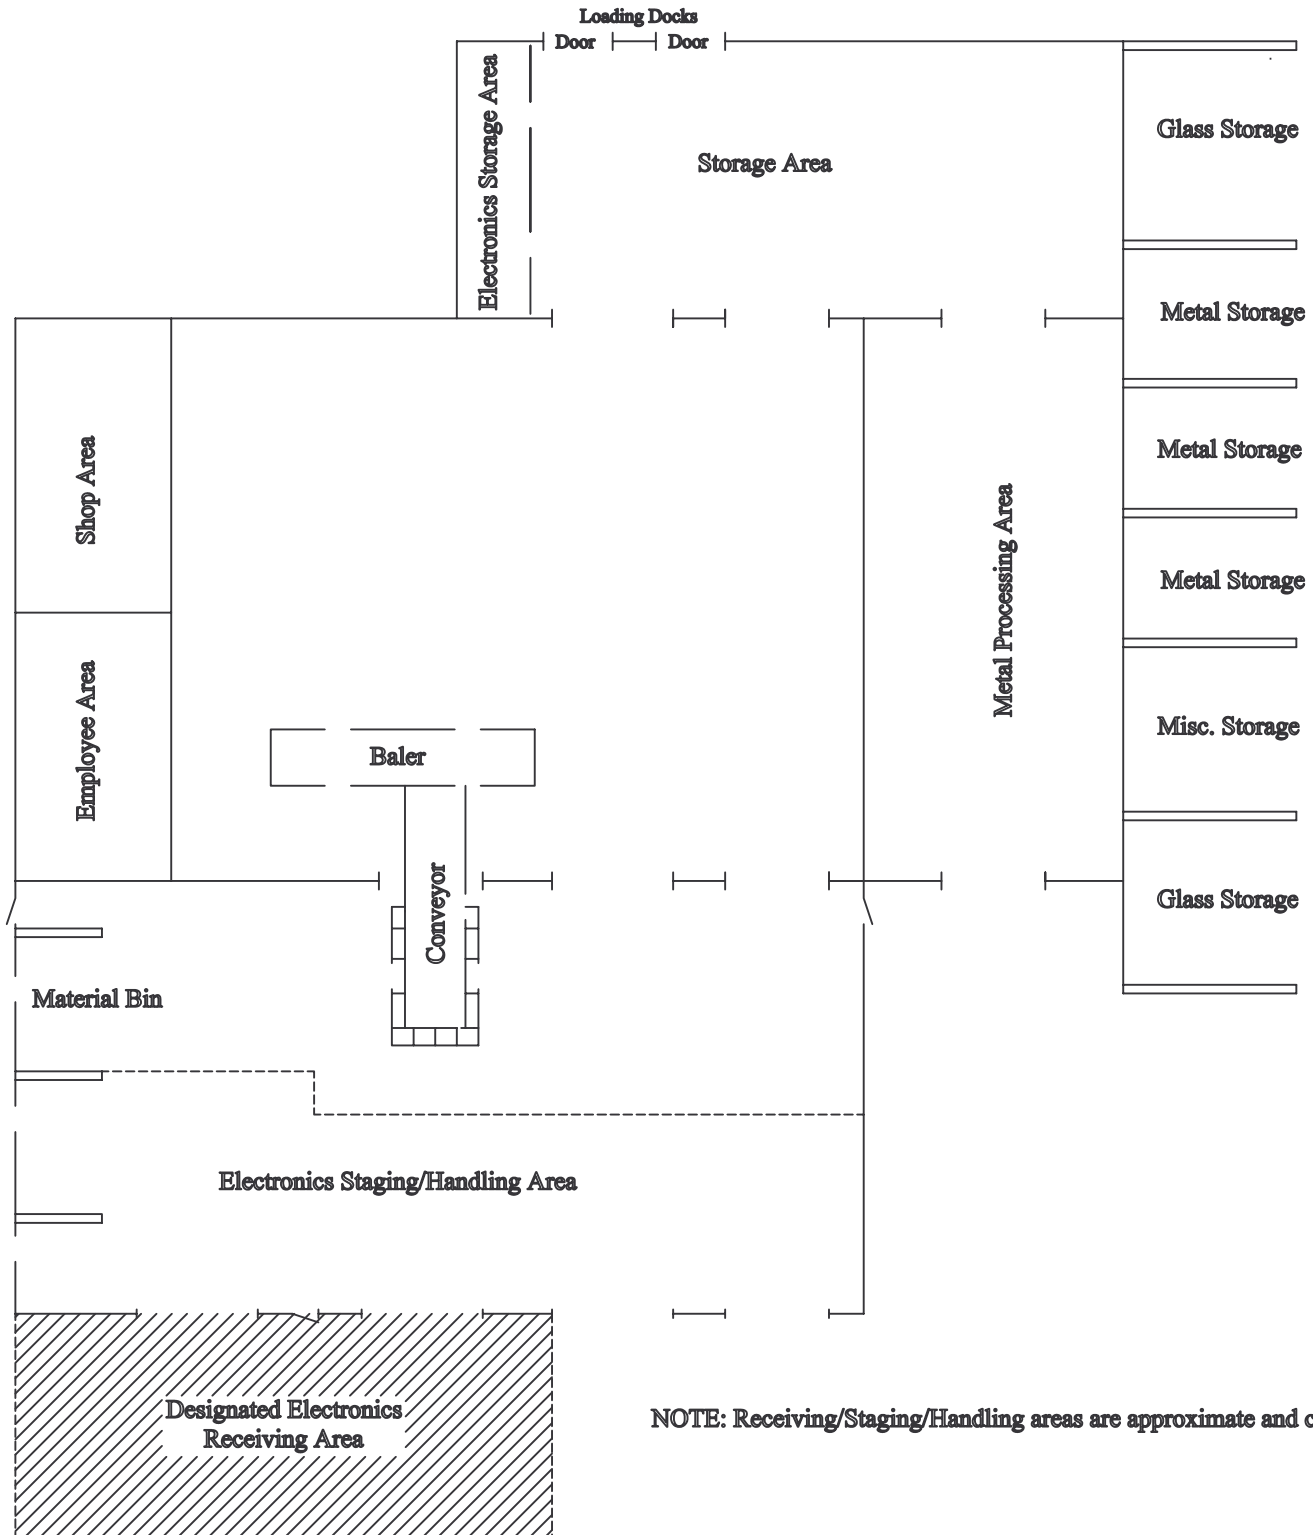 Loading Docks
Door
Door
Electronics Storage Area
Storage Area
Glass Storage
Metal Storage
Metal Storage
Metal Storage
Misc. Storage
Glass Storage
Shop Area
Employee Area
Metal Processing Area
Baler
Conveyor
Material Bin
Electronics Staging/Handling Area
Designated Electronics
Receiving Area
NOTE: Receiving/Staging/Handling areas are approximate and